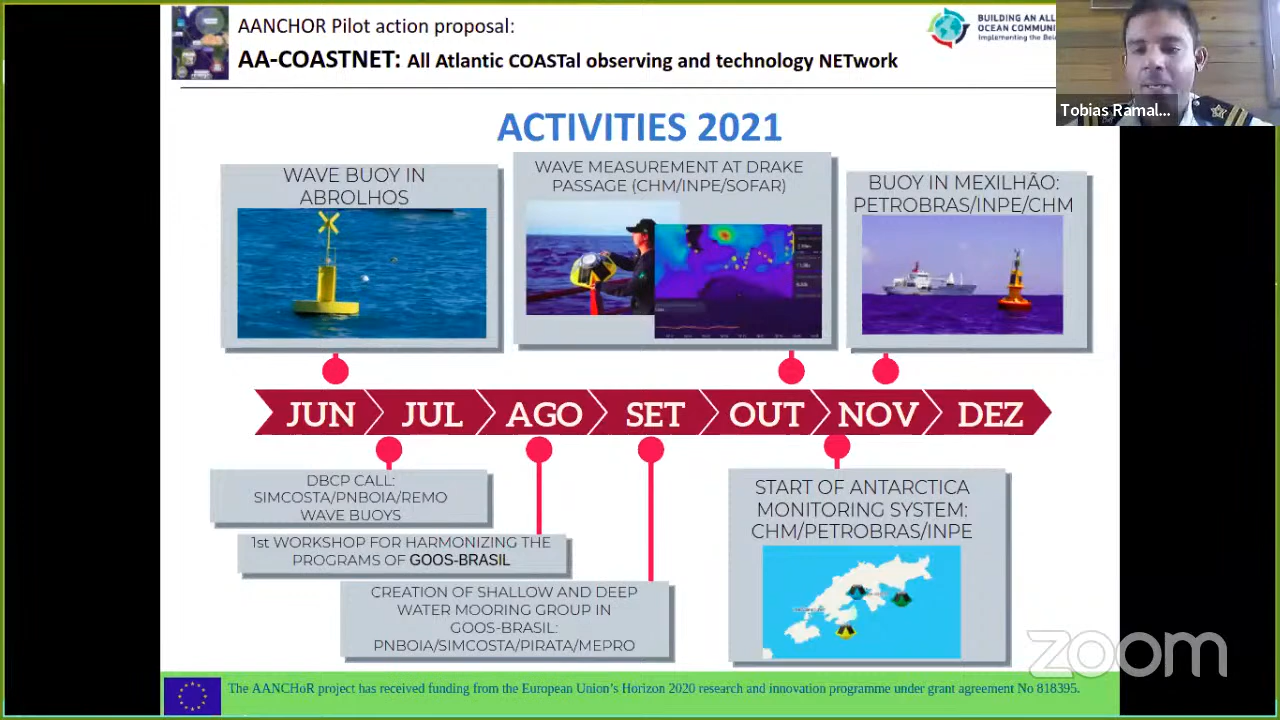 AANCHOR Pilot action proposal:
AA-COASTNET: All Atlantic COASTal observing and technology NETwork
BUILDING AN ALL
OCEAN COMMUNI
Implementing the Bel
Tobias Ramal...
ACTIVITIES 2021
WAVE BUOY IN
ABROLHOS
WAVE MEASUREMENT AT DRAKE
PASSAGE (CHM/INPE/SOFAR)
BUOY IN MEXILHÃO:
PETROBRAS/INPE/CHM
JUN
JUL
AGO
SET
OUT
NOV
DEZ
DBCP CALL:
SIMCOSTA/PNBOIA/REMO
WAVE BUOYS
1st WORKSHOP FOR HARMONIZING THE
PROGRAMS OF GOOS-BRASIL
CREATION OF SHALLOW AND DEEP
WATER MOORING GROUP IN
GOOS-BRASIL:
PNBOIA/SIMCOSTA/PIRATA/MEPRO
START OF ANTARCTICA
MONITORING SYSTEM:
CHM/PETROBRAS/INPE
zoom
The AANCHoR project has received funding from the European Union's Horizon 2020 research and innovation programme under grant agreement No 818395.